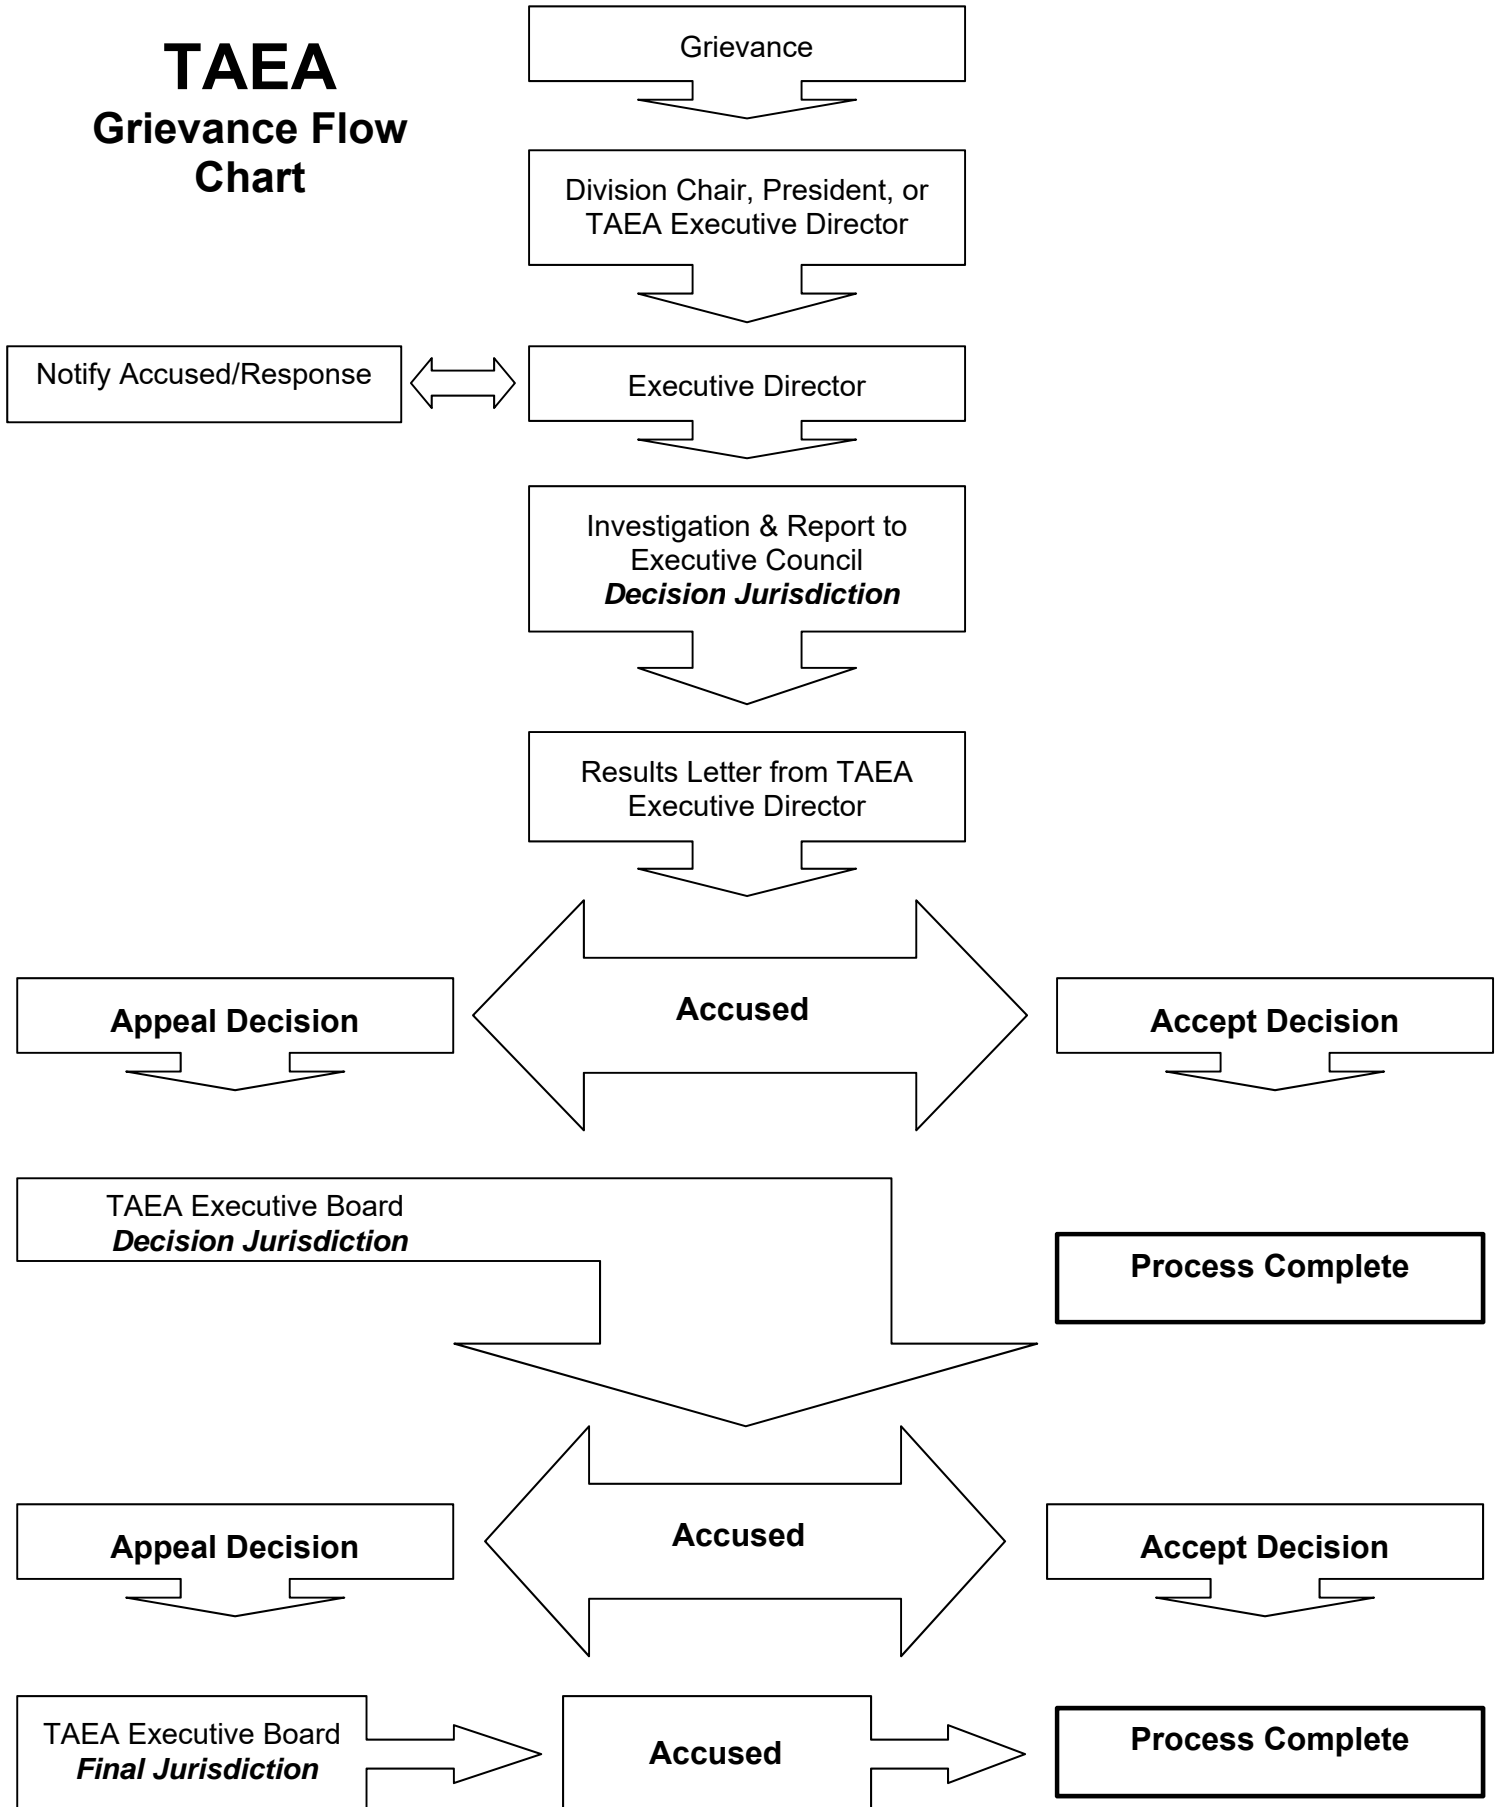 TAEA
Grievance Flow
Chart
Grievance
Division Chair, President, or
TAEA Executive Director
Notify Accused/Response
Executive Director
Investigation & Report to
Executive Council
Decision Jurisdiction
Results Letter from TAEA
Executive Director
Appeal Decision
Accused
Accept Decision
TAEA Executive Board
Decision Jurisdiction
Process Complete
Appeal Decision
Accused
Accept Decision
TAEA Executive Board
Final Jurisdiction
Accused
Process Complete